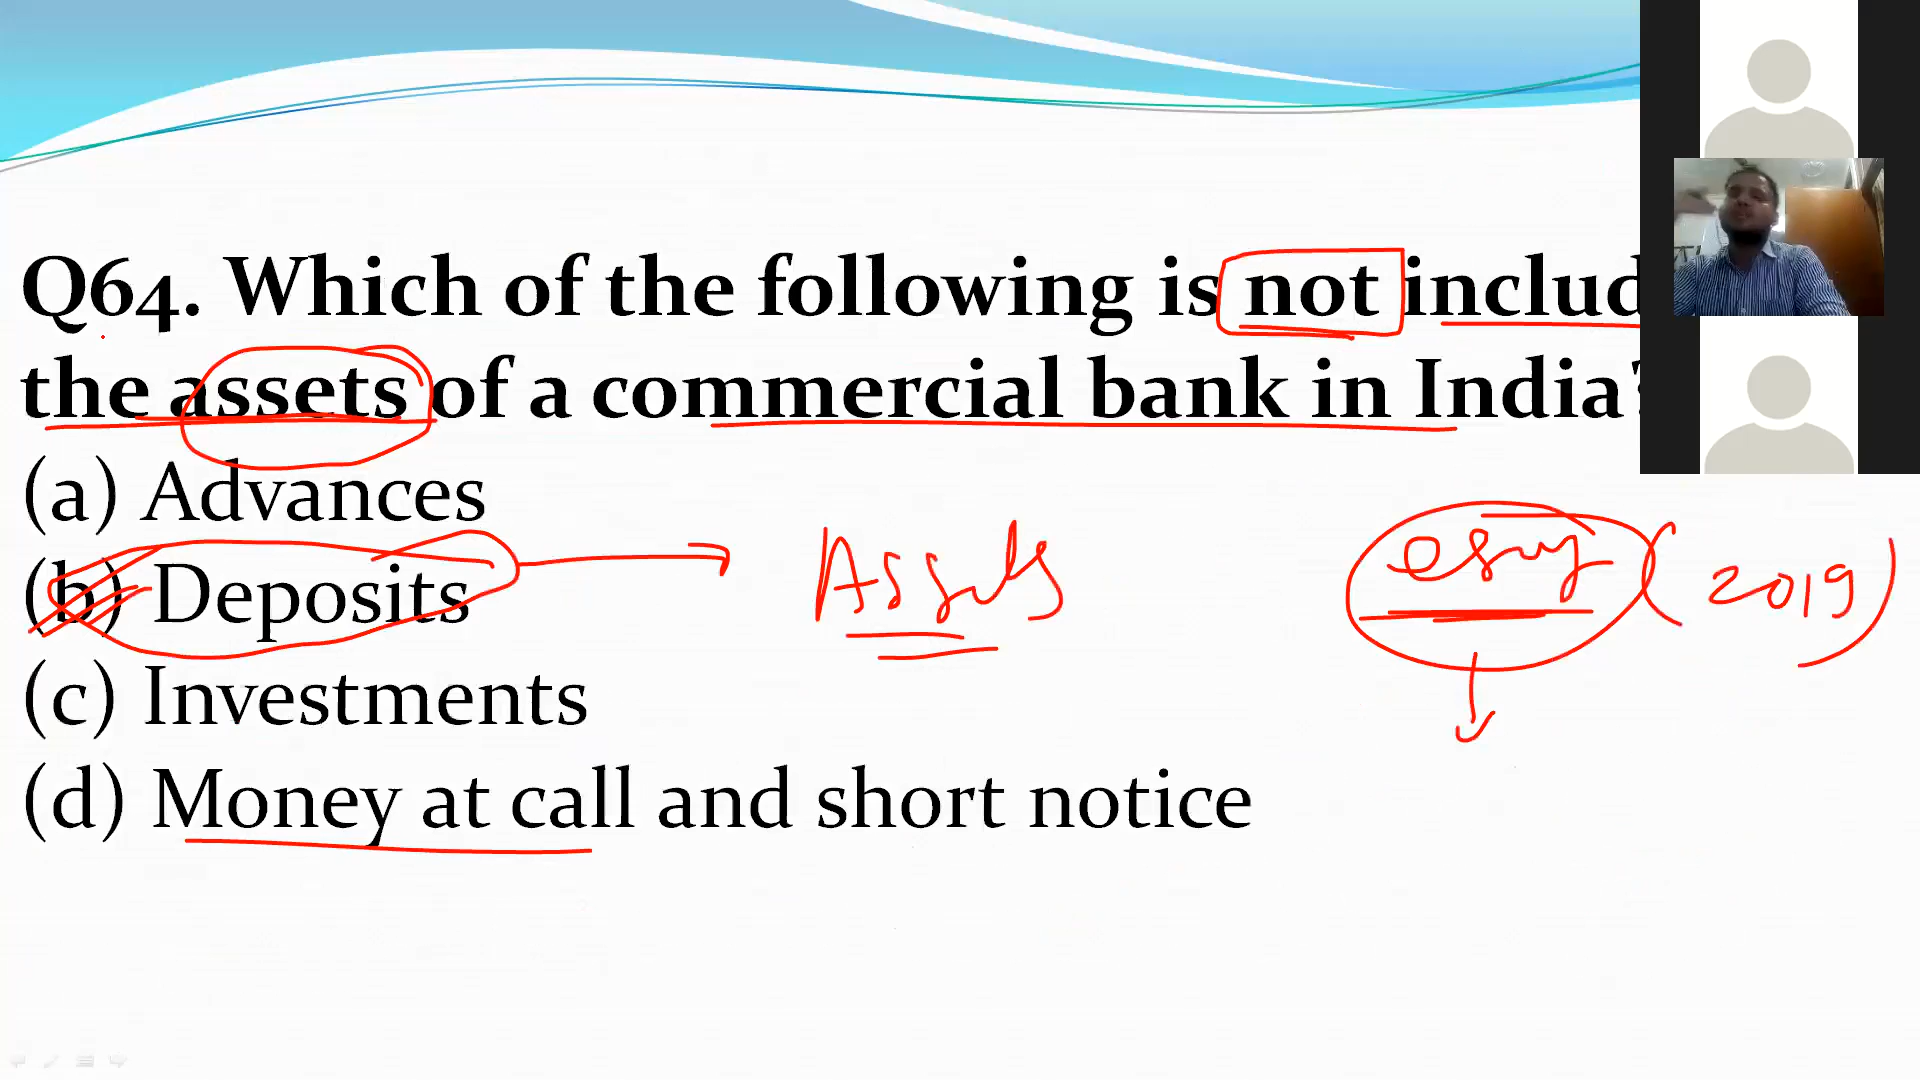 Q64. Which of the following is not includ
the assets of a commercial bank in India?
(a) Advances
(b) Deposits
Assets
easy (2019)
(c) Investments
(d) Money at call and short notice